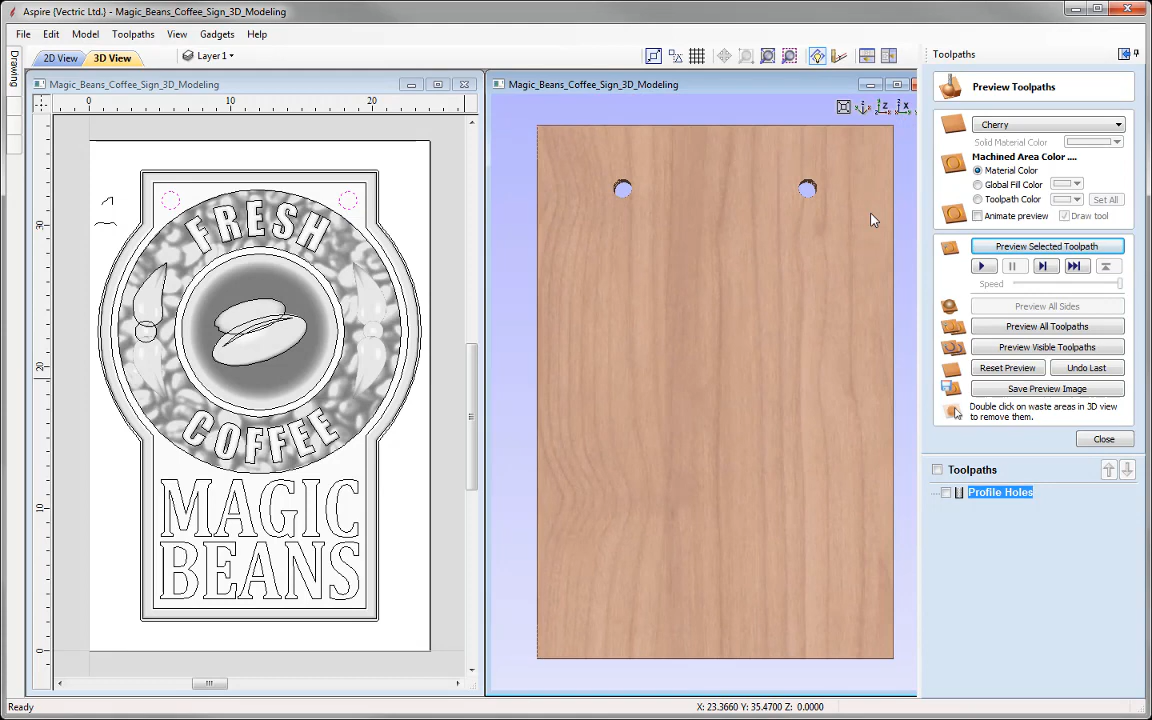 Aspire {Vectric Ltd.} - Magic_Beans_Coffee_Sign_3D_Modeling
File Edit Model Toolpaths View Gadgets Help
Drawing
2D View 3D View Layer 1
Magic_Beans_Coffee_Sign_3D_Modeling
0 10 20
30
20
10
0
FRESH
COFFEE
MAGIC
BEANS
Magic_Beans_Coffee_Sign_3D_Modeling
Toolpaths
Preview Toolpaths
Cherry
Solid Material Color
Machined Area Color ....
Material Color
Global Fill Color
Toolpath Color Set All
Animate preview Draw tool
Preview Selected Toolpath
Speed
Preview All Sides
Preview All Toolpaths
Preview Visible Toolpaths
Reset Preview Undo Last
Save Preview Image
Double click on waste areas in 3D view
to remove them.
Close
Toolpaths
Profile Holes
Ready X: 23.3660 Y: 35.4700 Z: 0.0000